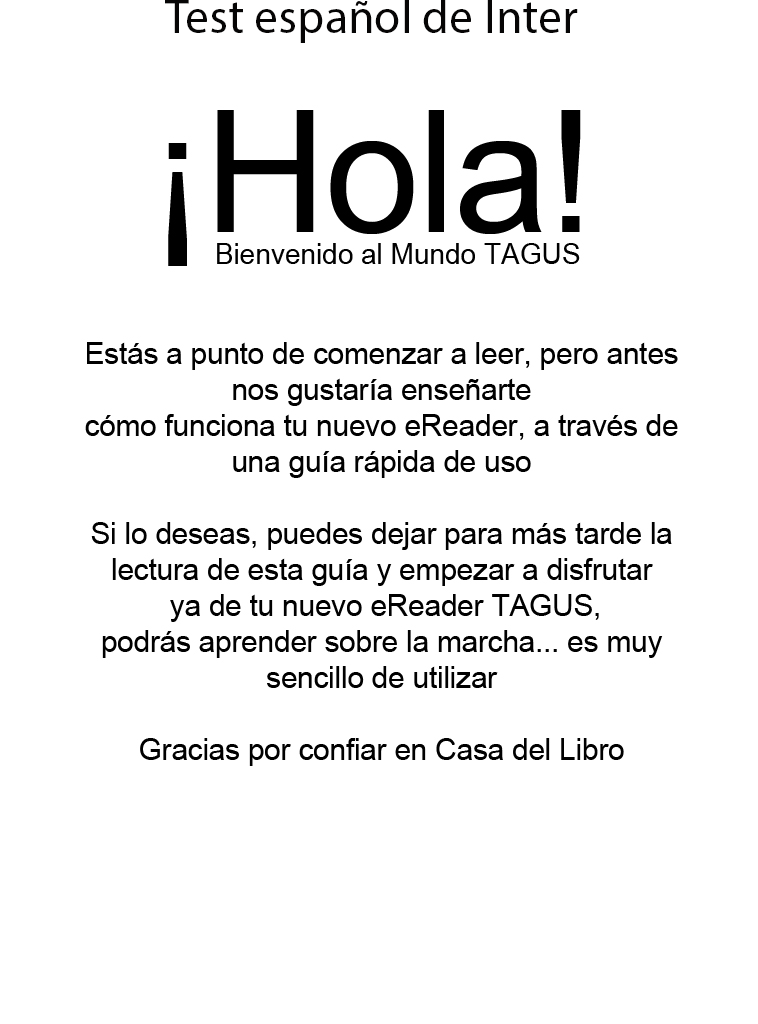 Test español de Inter
¡Hola!
Bienvenido al Mundo TAGUS
Estás a punto de comenzar a leer, pero antes
nos gustaría enseñarte
cómo funciona tu nuevo eReader, a través de
una guía rápida de uso
Si lo deseas, puedes dejar para más tarde la
lectura de esta guía y empezar a disfrutar
ya de tu nuevo eReader TAGUS,
podrás aprender sobre la marcha... es muy
sencillo de utilizar
Gracias por confiar en Casa del Libro